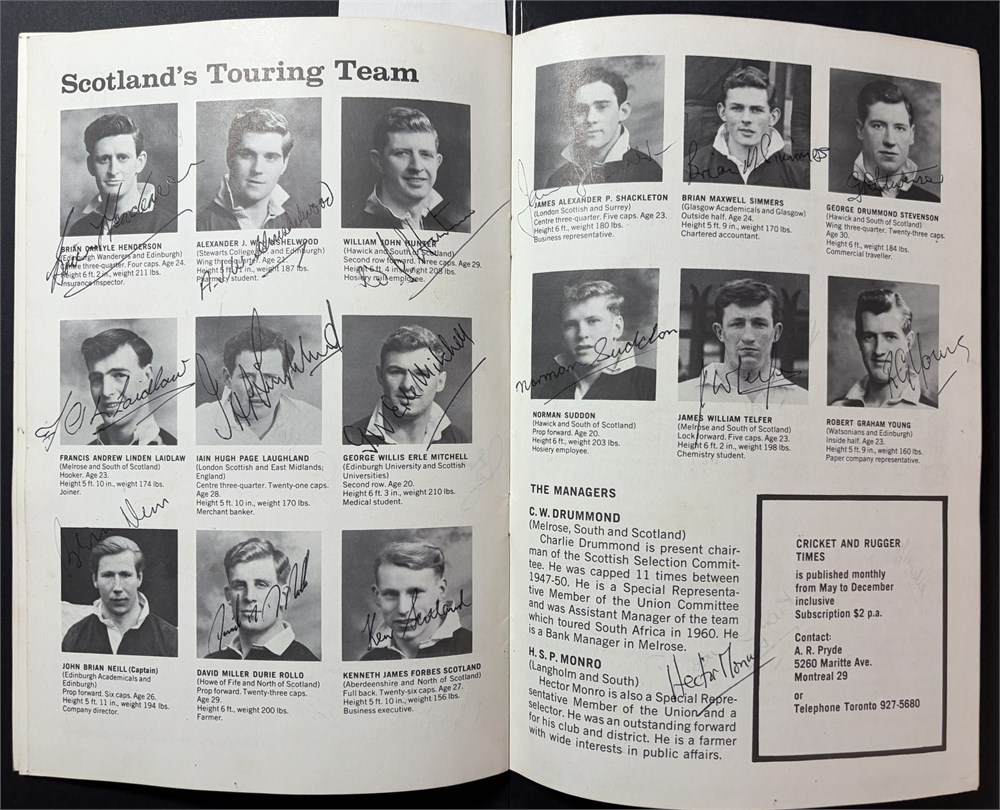 Scotland's Touring Team
BRIAN CARLYLE HENDERSON
(Edinburgh Wanderers and Edinburgh)
Centre three-quarter. Four caps. Age 24.
Height 6 ft. 2 in., weight 211 lbs.
Insurance inspector.
ALEXANDER J. W. HINSHELWOOD
(Stewarts College F.P. and Edinburgh)
Wing three-quarter. Age 21.
Height 5 ft. 11 in., weight 187 lbs.
Pharmacy student.
A. Hinshelwood
WILLIAM JOHN HUNTER
(Hawick and South of Scotland)
Second row forward. Three caps. Age 29.
Height 6 ft. 4 in., weight 208 lbs.
Hosiery mill employee.
F A L Laidlaw
FRANCIS ANDREW LINDEN LAIDLAW
(Melrose and South of Scotland)
Hooker. Age 23.
Height 5 ft. 10 in., weight 174 lbs.
Joiner.
IAIN HUGH PAGE LAUGHLAND
(London Scottish and East Midlands;
England)
Centre three-quarter. Twenty-one caps.
Age 28.
Height 5 ft. 10 in., weight 170 lbs.
Merchant banker.
G W Erle Mitchell
GEORGE WILLIS ERLE MITCHELL
(Edinburgh University and Scottish
Universities)
Second row. Age 20.
Height 6 ft. 3 in., weight 210 lbs.
Medical student.
JOHN BRIAN NEILL (Captain)
(Edinburgh Academicals and
Edinburgh)
Prop forward. Six caps. Age 26.
Height 5 ft. 11 in., weight 194 lbs.
Company director.
DAVID MILLER DURIE ROLLO
(Howe of Fife and North of Scotland)
Prop forward. Twenty-three caps.
Age 29.
Height 6 ft., weight 200 lbs.
Farmer.
Ken Scotland
KENNETH JAMES FORBES SCOTLAND
(Aberdeenshire and North of Scotland)
Full back. Twenty-six caps. Age 27.
Height 5 ft. 10 in., weight 156 lbs.
Business executive.
JAMES ALEXANDER P. SHACKLETON
(London Scottish and Surrey)
Centre three-quarter. Five caps. Age 23.
Height 6 ft., weight 180 lbs.
Business representative.
Brian M Simmers
BRIAN MAXWELL SIMMERS
(Glasgow Academicals and Glasgow)
Outside half. Age 24.
Height 5 ft. 9 in., weight 170 lbs.
Chartered accountant.
GEORGE DRUMMOND STEVENSON
(Hawick and South of Scotland)
Wing three-quarter. Twenty-three caps.
Age 30.
Height 6 ft., weight 184 lbs.
Commercial traveller.
Norman Suddon
NORMAN SUDDON
(Hawick and South of Scotland)
Prop forward. Age 20.
Height 6 ft., weight 203 lbs.
Hosiery employee.
J W Telfer
JAMES WILLIAM TELFER
(Melrose and South of Scotland)
Lock forward. Five caps. Age 23.
Height 6 ft. 2 in., weight 198 lbs.
Chemistry student.
R G Young
ROBERT GRAHAM YOUNG
(Watsonians and Edinburgh)
Inside half. Age 23.
Height 5 ft. 9 in., weight 160 lbs.
Paper company representative.
THE MANAGERS
C. W. DRUMMOND
(Melrose, South and Scotland)
Charlie Drummond is present chair-
man of the Scottish Selection Commit-
tee. He was capped 11 times between
1947-50. He is a Special Representa-
tive Member of the Union Committee
and was Assistant Manager of the team
which toured South Africa in 1960. He
is a Bank Manager in Melrose.
H. S. P. MONRO
(Langholm and South)
Hector Monro
Hector Monro is also a Special Repre-
sentative Member of the Union and a
selector. He was an outstanding forward
for his club and district. He is a farmer
with wide interests in public affairs.
CRICKET AND RUGGER
TIMES
is published monthly
from May to December
inclusive
Subscription $2 p.a.
Contact:
A. R. Pryde
5260 Maritte Ave.
Montreal 29
or
Telephone Toronto 927-5680